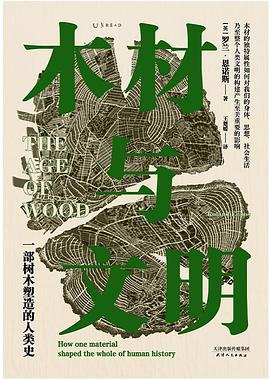 木材
与
文明
THE
AGE
OF
WOOD
[英] 罗兰·恩诺斯 著
木材的独特属性如何对我们的身体、思想、社会生活
乃至整个人类文明的构建产生至关重要的影响
一部树木塑造的人类史
How one material
shaped the whole of human history
天津出版传媒集团
天津人民出版社